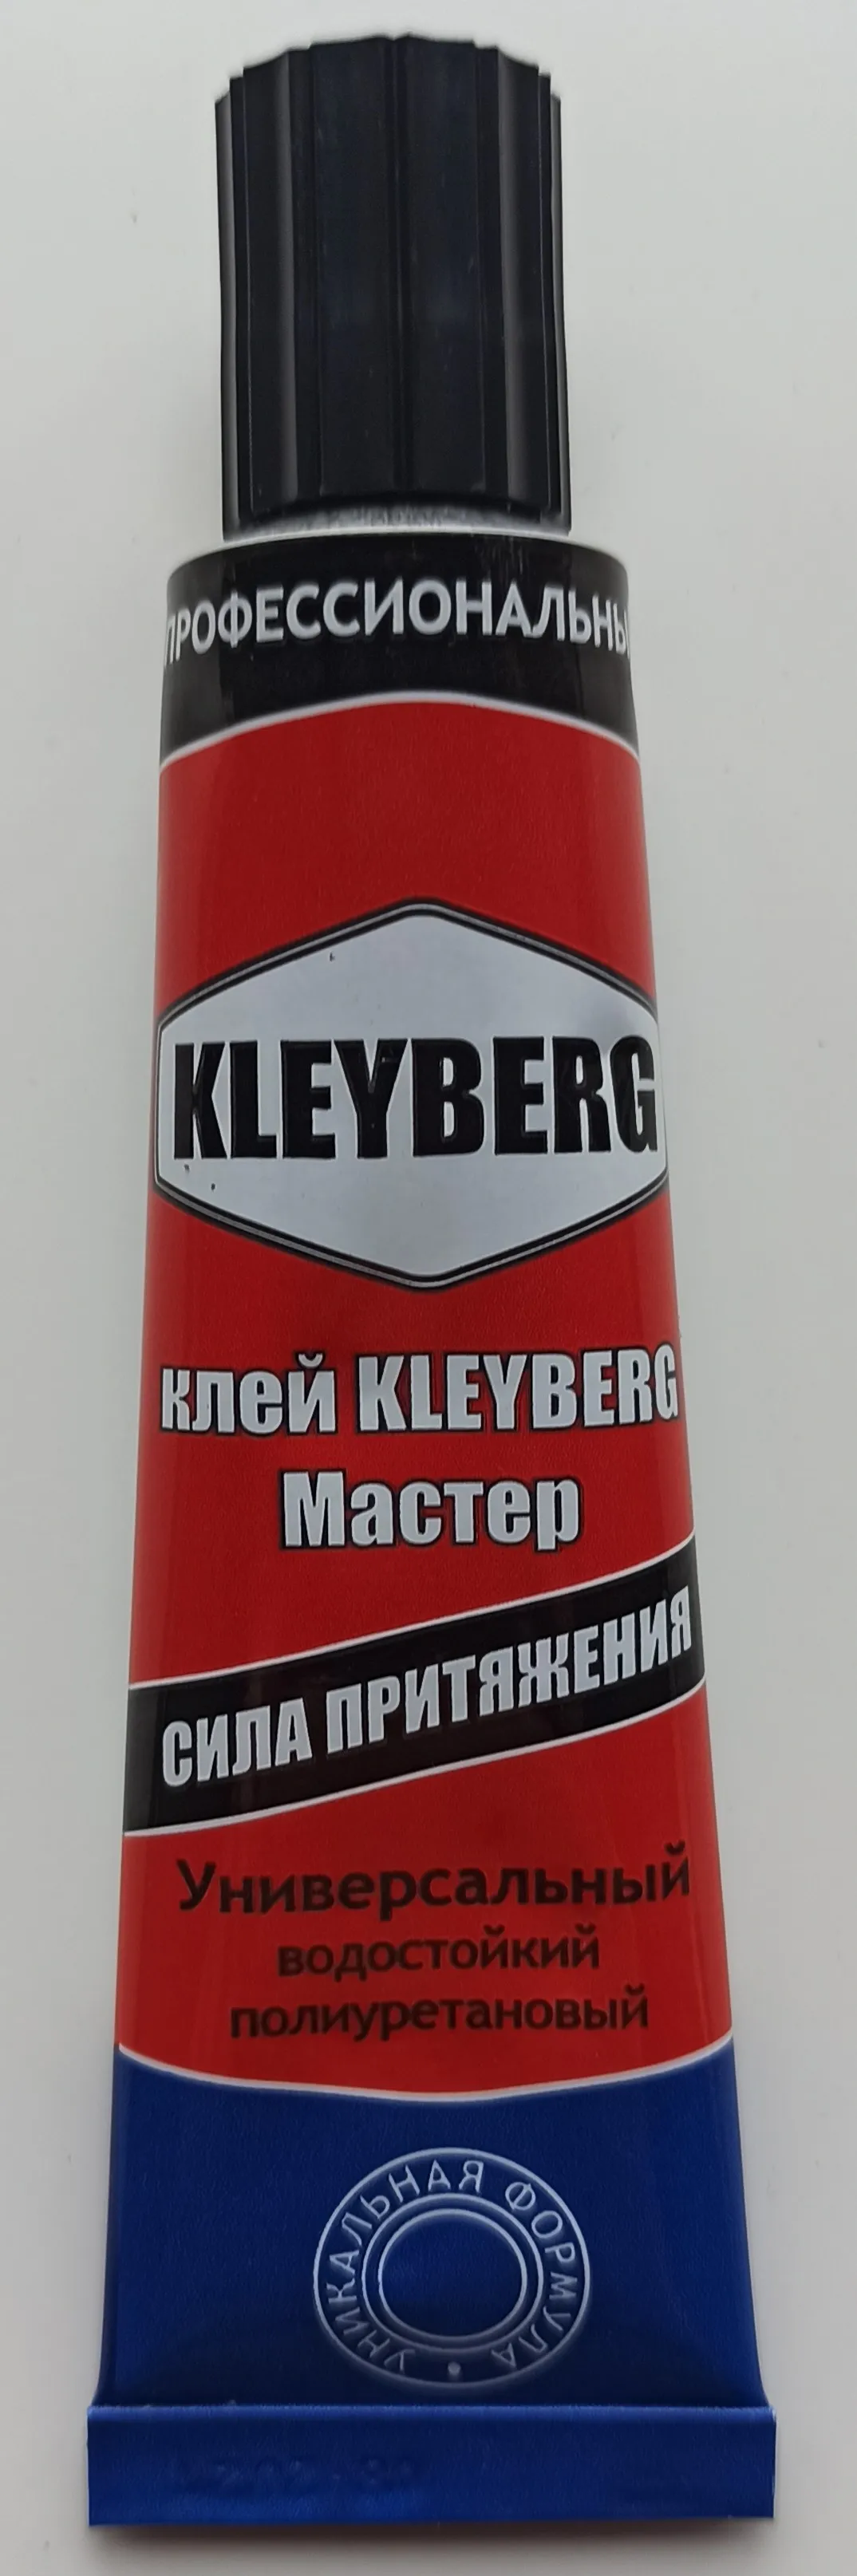 ПРОФЕССИОНАЛЬНЫ
KLEYBERG
клей KLEYBERG
Мастер
СИЛА ПРИТЯЖЕНИЯ
Универсальный
водостойкий
полиуретановый
УНИКАЛЬНАЯ ФОРМУЛА •